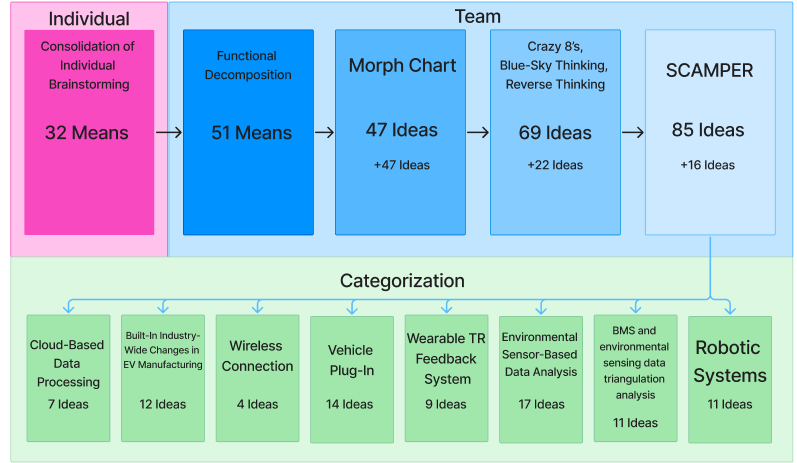 Individual
Team
Consolidation of
Individual
Brainstorming
32 Means
Functional
Decomposition
51 Means
Morph Chart
47 Ideas
+47 Ideas
Crazy 8's,
Blue-Sky Thinking,
Reverse Thinking
69 Ideas
+22 Ideas
SCAMPER
85 Ideas
+16 Ideas
Categorization
Cloud-Based
Data
Processing
7 Ideas
Built-In Industry-
Wide Changes in
EV Manufacturing
12 Ideas
Wireless
Connection
4 Ideas
Vehicle
Plug-In
14 Ideas
Wearable TR
Feedback
System
9 Ideas
Environmental
Sensor-Based
Data Analysis
17 Ideas
BMS and
environmental
sensing data
triangulation
analysis
11 Ideas
Robotic
Systems
11 Ideas